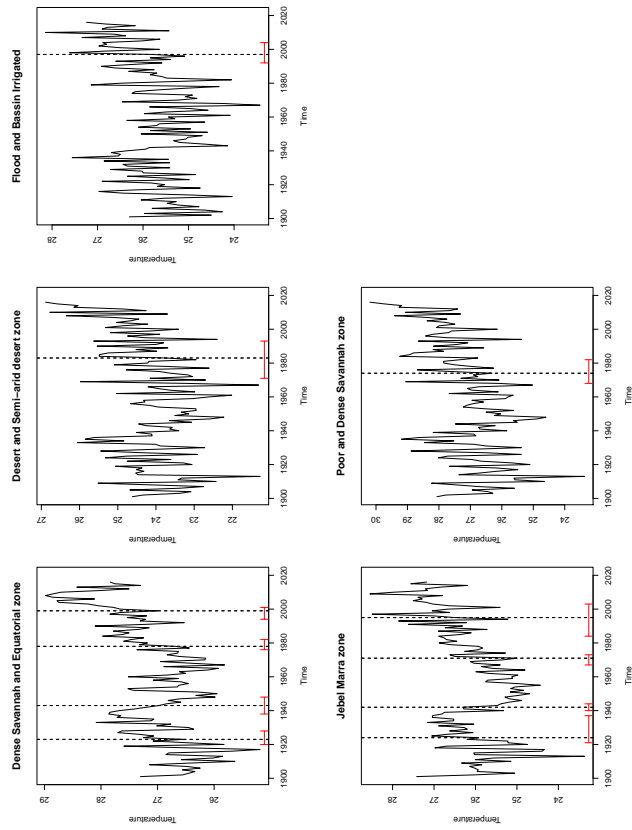 Dense Savannah and Equatorial zone
29
28
27
26
Temperature
1900 1920 1940 1960 1980 2000 2020
Time
Desert and Semi−arid desert zone
27
26
25
24
23
22
Temperature
1900 1920 1940 1960 1980 2000 2020
Time
Flood and Bassin Irrigated
28
27
26
25
24
Temperature
1900 1920 1940 1960 1980 2000 2020
Time
Jebel Marra zone
28
27
26
25
24
Temperature
1900 1920 1940 1960 1980 2000 2020
Time
Poor and Dense Savannah zone
30
29
28
27
26
25
24
Temperature
1900 1920 1940 1960 1980 2000 2020
Time